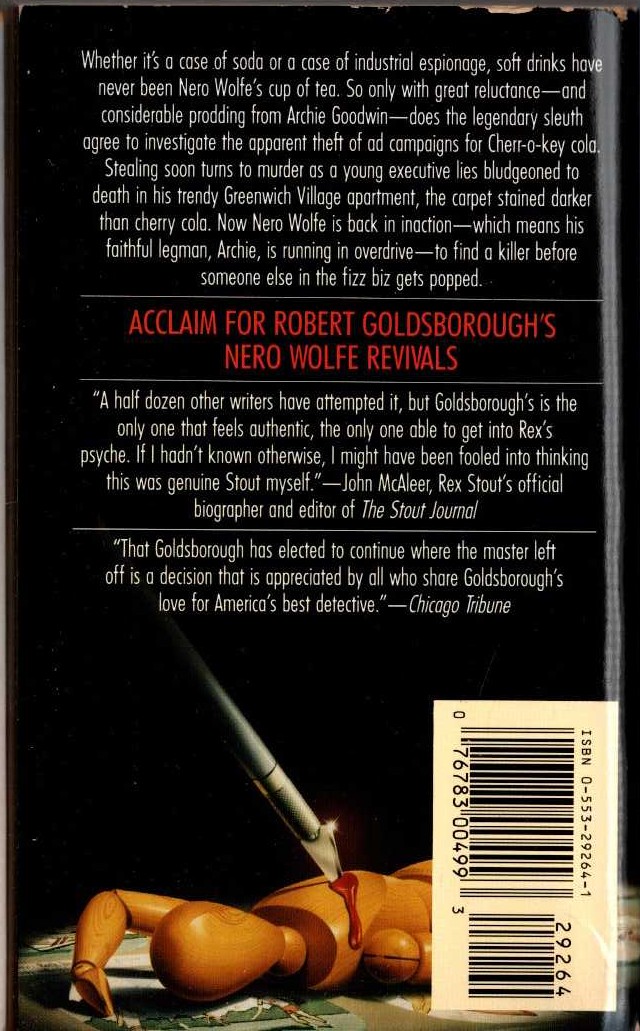 Whether it's a case of soda or a case of industrial espionage, soft drinks have
never been Nero Wolfe's cup of tea. So only with great reluctance—and
considerable prodding from Archie Goodwin—does the legendary sleuth
agree to investigate the apparent theft of ad campaigns for Cherr-o-key cola.
Stealing soon turns to murder as a young executive lies bludgeoned to
death in his trendy Greenwich Village apartment, the carpet stained darker
than cherry cola. Now Nero Wolfe is back in inaction—which means his
faithful legman, Archie, is running in overdrive—to find a killer before
someone else in the fizz biz gets popped.
ACCLAIM FOR ROBERT GOLDSBOROUGH'S
NERO WOLFE REVIVALS
"A half dozen other writers have attempted it, but Goldsborough's is the
only one that feels authentic, the only one able to get into Rex's
psyche. If I hadn't known otherwise, I might have been fooled into thinking
this was genuine Stout myself."—John McAleer, Rex Stout's official
biographer and editor of The Stout Journal
"That Goldsborough has elected to continue where the master left
off is a decision that is appreciated by all who share Goldsborough's
love for America's best detective."—Chicago Tribune
ISBN 0-553-29264-1
0 76783 00499 3
29264